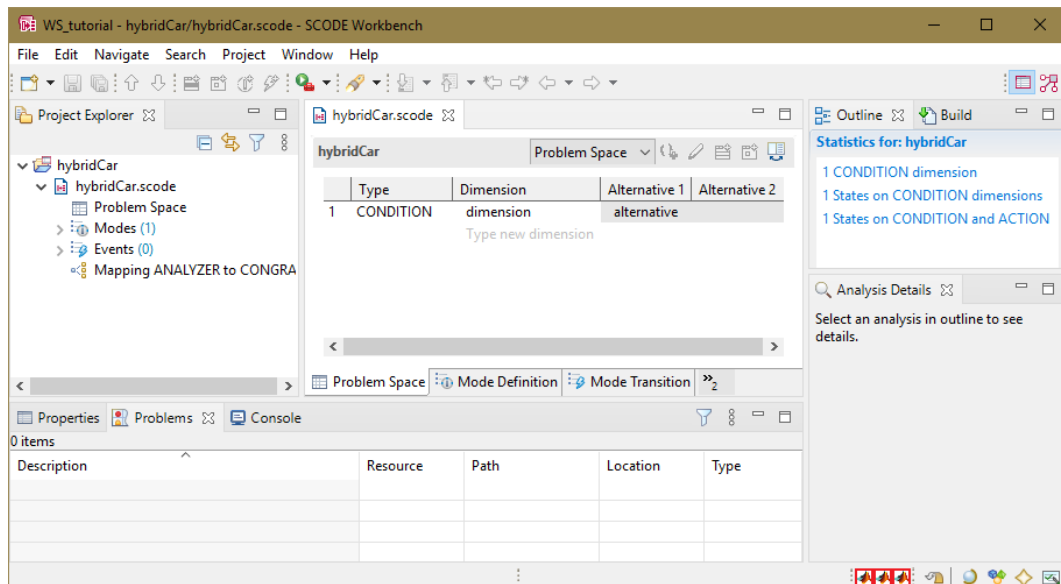 WS_tutorial - hybridCar/hybridCar.scode - SCODE Workbench
File Edit Navigate Search Project Window Help
Project Explorer
hybridCar
hybridCar.scode
Problem Space
Modes (1)
Events (0)
Mapping ANALYZER to CONGRA
hybridCar.scode
hybridCar
Problem Space
Type Dimension Alternative 1 Alternative 2
1 CONDITION dimension alternative
Type new dimension
Problem Space Mode Definition Mode Transition »2
Outline Build
Statistics for: hybridCar
1 CONDITION dimension
1 States on CONDITION dimensions
1 States on CONDITION and ACTION
Analysis Details
Select an analysis in outline to see
details.
Properties Problems Console
0 items
Description Resource Path Location Type